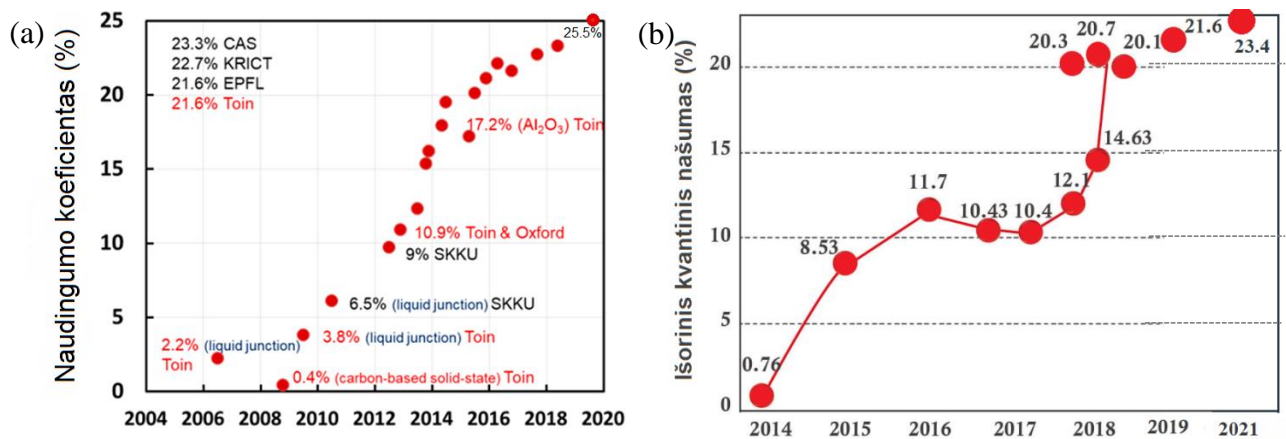 (a)
Naudingumo koeficientas (%)
25
20
15
10
5
0
23.3% CAS
22.7% KRICT
21.6% EPFL
21.6% Toin
25.5%
17.2% (Al₂O₃) Toin
10.9% Toin & Oxford
9% SKKU
6.5% (liquid junction) SKKU
2.2% (liquid junction)
Toin
3.8% (liquid junction) Toin
0.4% (carbon-based solid-state) Toin
2004 2006 2008 2010 2012 2014 2016 2018 2020
(b)
Išorinis kvantinis našumas (%)
20
15
10
5
0
20.3
20.7
20.1
21.6
23.4
14.63
12.1
11.7
10.43
10.4
8.53
0.76
2014 2015 2016 2017 2018 2019 2021